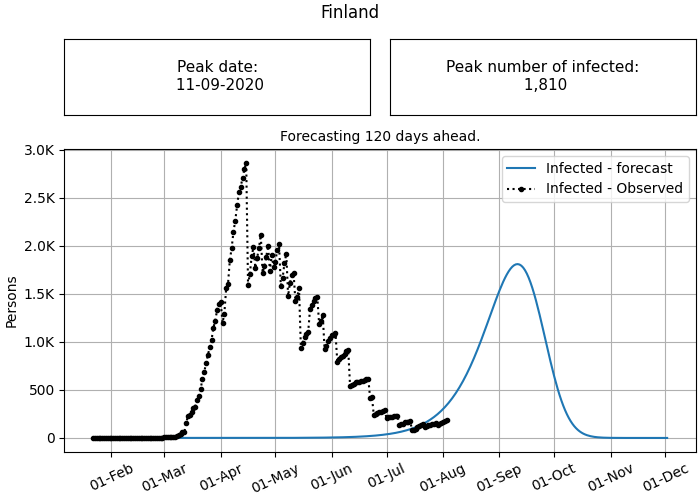 Finland
Peak date:
11-09-2020
Peak number of infected:
1,810
Forecasting 120 days ahead.
3.0K
2.5K
2.0K
1.5K
1.0K
500
0
Persons
Infected - forecast
Infected - Observed
01-Feb
01-Mar
01-Apr
01-May
01-Jun
01-Jul
01-Aug
01-Sep
01-Oct
01-Nov
01-Dec